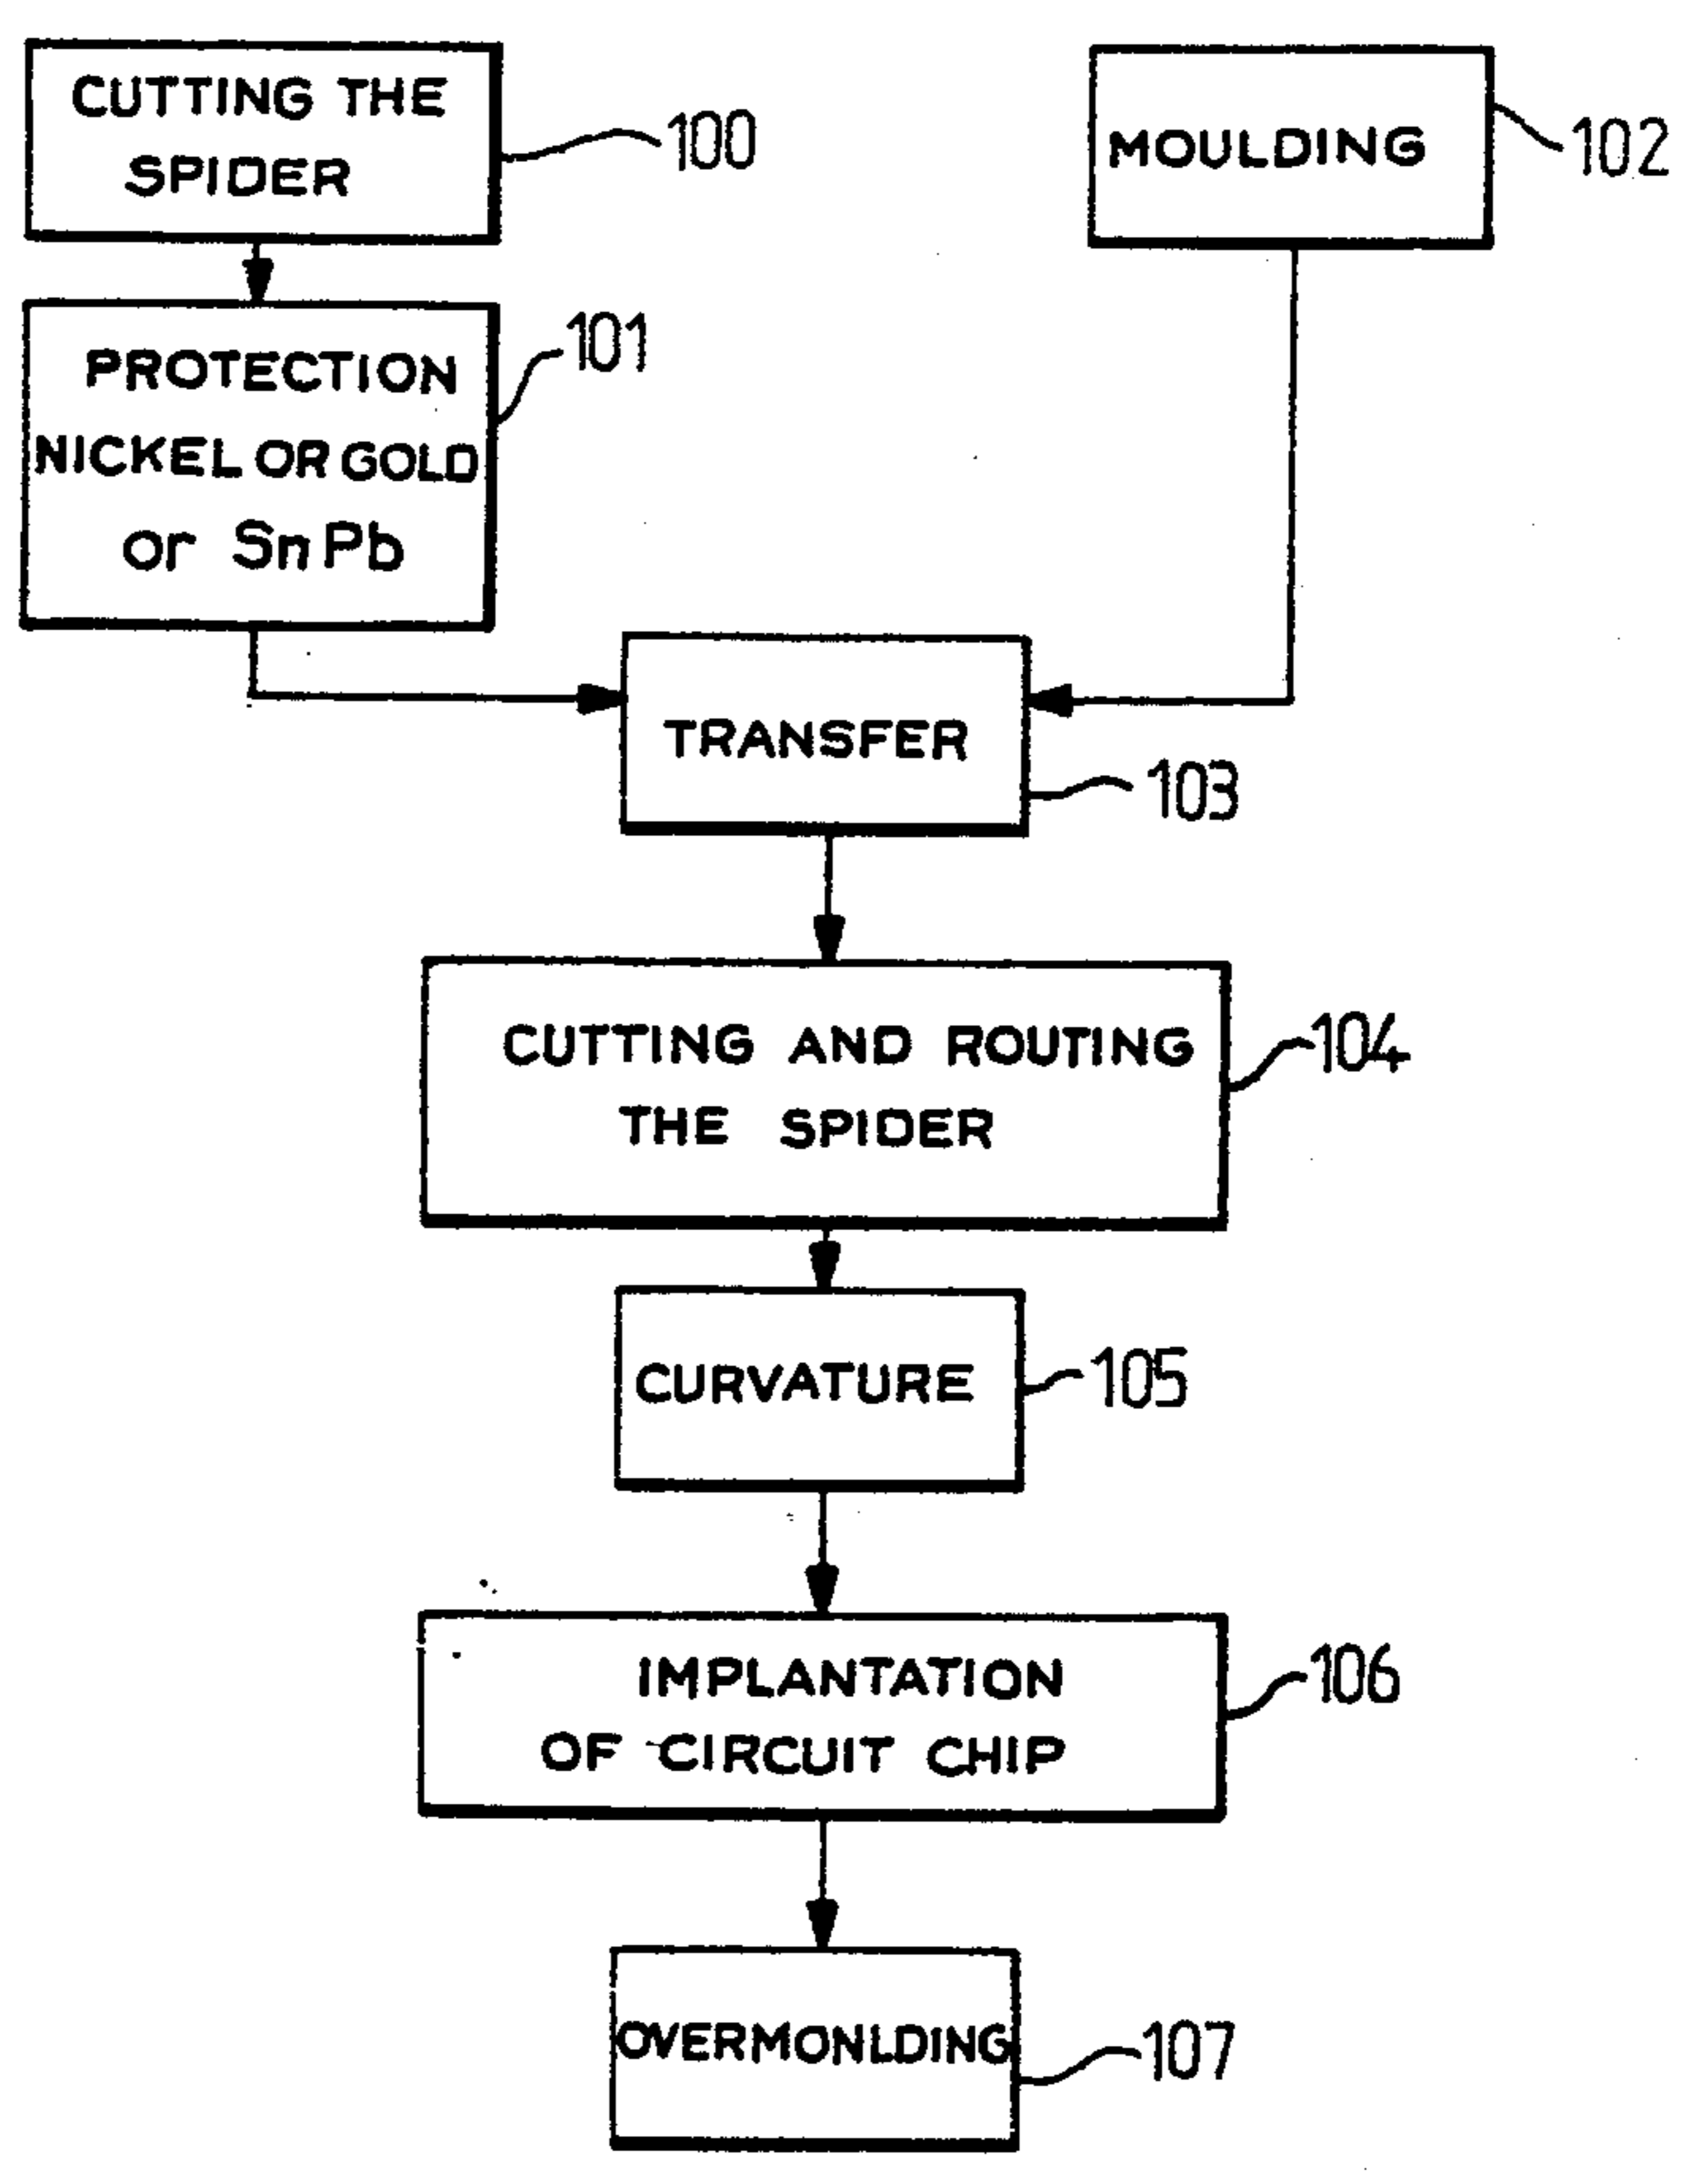 CUTTING THE
SPIDER
100
MOULDING
102
PROTECTION
NICKEL OR GOLD
or SnPb
101
TRANSFER
103
CUTTING AND ROUTING
THE SPIDER
104
CURVATURE
105
IMPLANTATION
OF CIRCUIT CHIP
106
OVERMONLDING
107